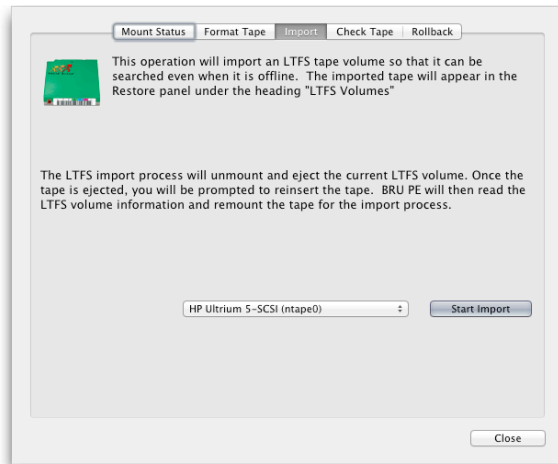 Mount Status Format Tape Import Check Tape Rollback
This operation will import an LTFS tape volume so that it can be
searched even when it is offline.  The imported tape will appear in the
Restore panel under the heading "LTFS Volumes"
The LTFS import process will unmount and eject the current LTFS volume. Once the
tape is ejected, you will be prompted to reinsert the tape.  BRU PE will then read the
LTFS volume information and remount the tape for the import process.
HP Ultrium 5-SCSI (ntape0) Start Import
Close